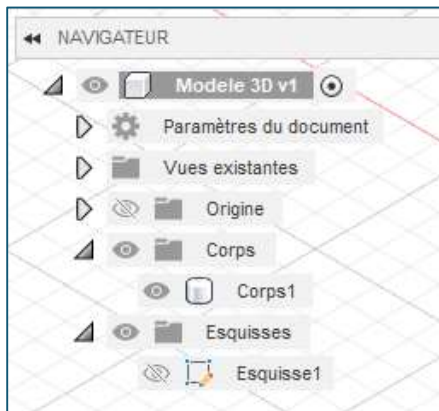 NAVIGATEUR
Modele 3D v1
Paramètres du document
Vues existantes
Origine
Corps
Corps1
Esquisses
Esquisse1